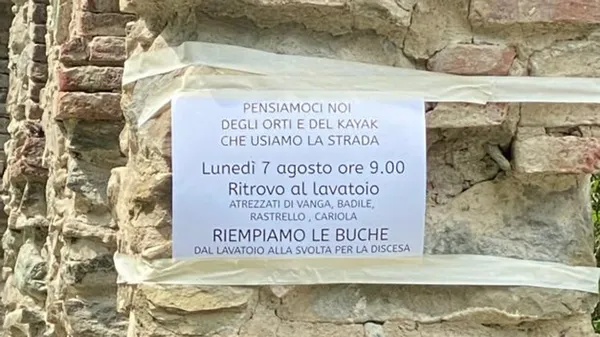 PENSIAMOCI NOI
DEGLI ORTI E DEL KAYAK
CHE USIAMO LA STRADA
Lunedì 7 agosto ore 9.00
Ritrovo al lavatoio
ATREZZATI DI VANGA, BADILE,
RASTRELLO , CARIOLA
RIEMPIAMO LE BUCHE
DAL LAVATOIO ALLA SVOLTA PER LA DISCESA